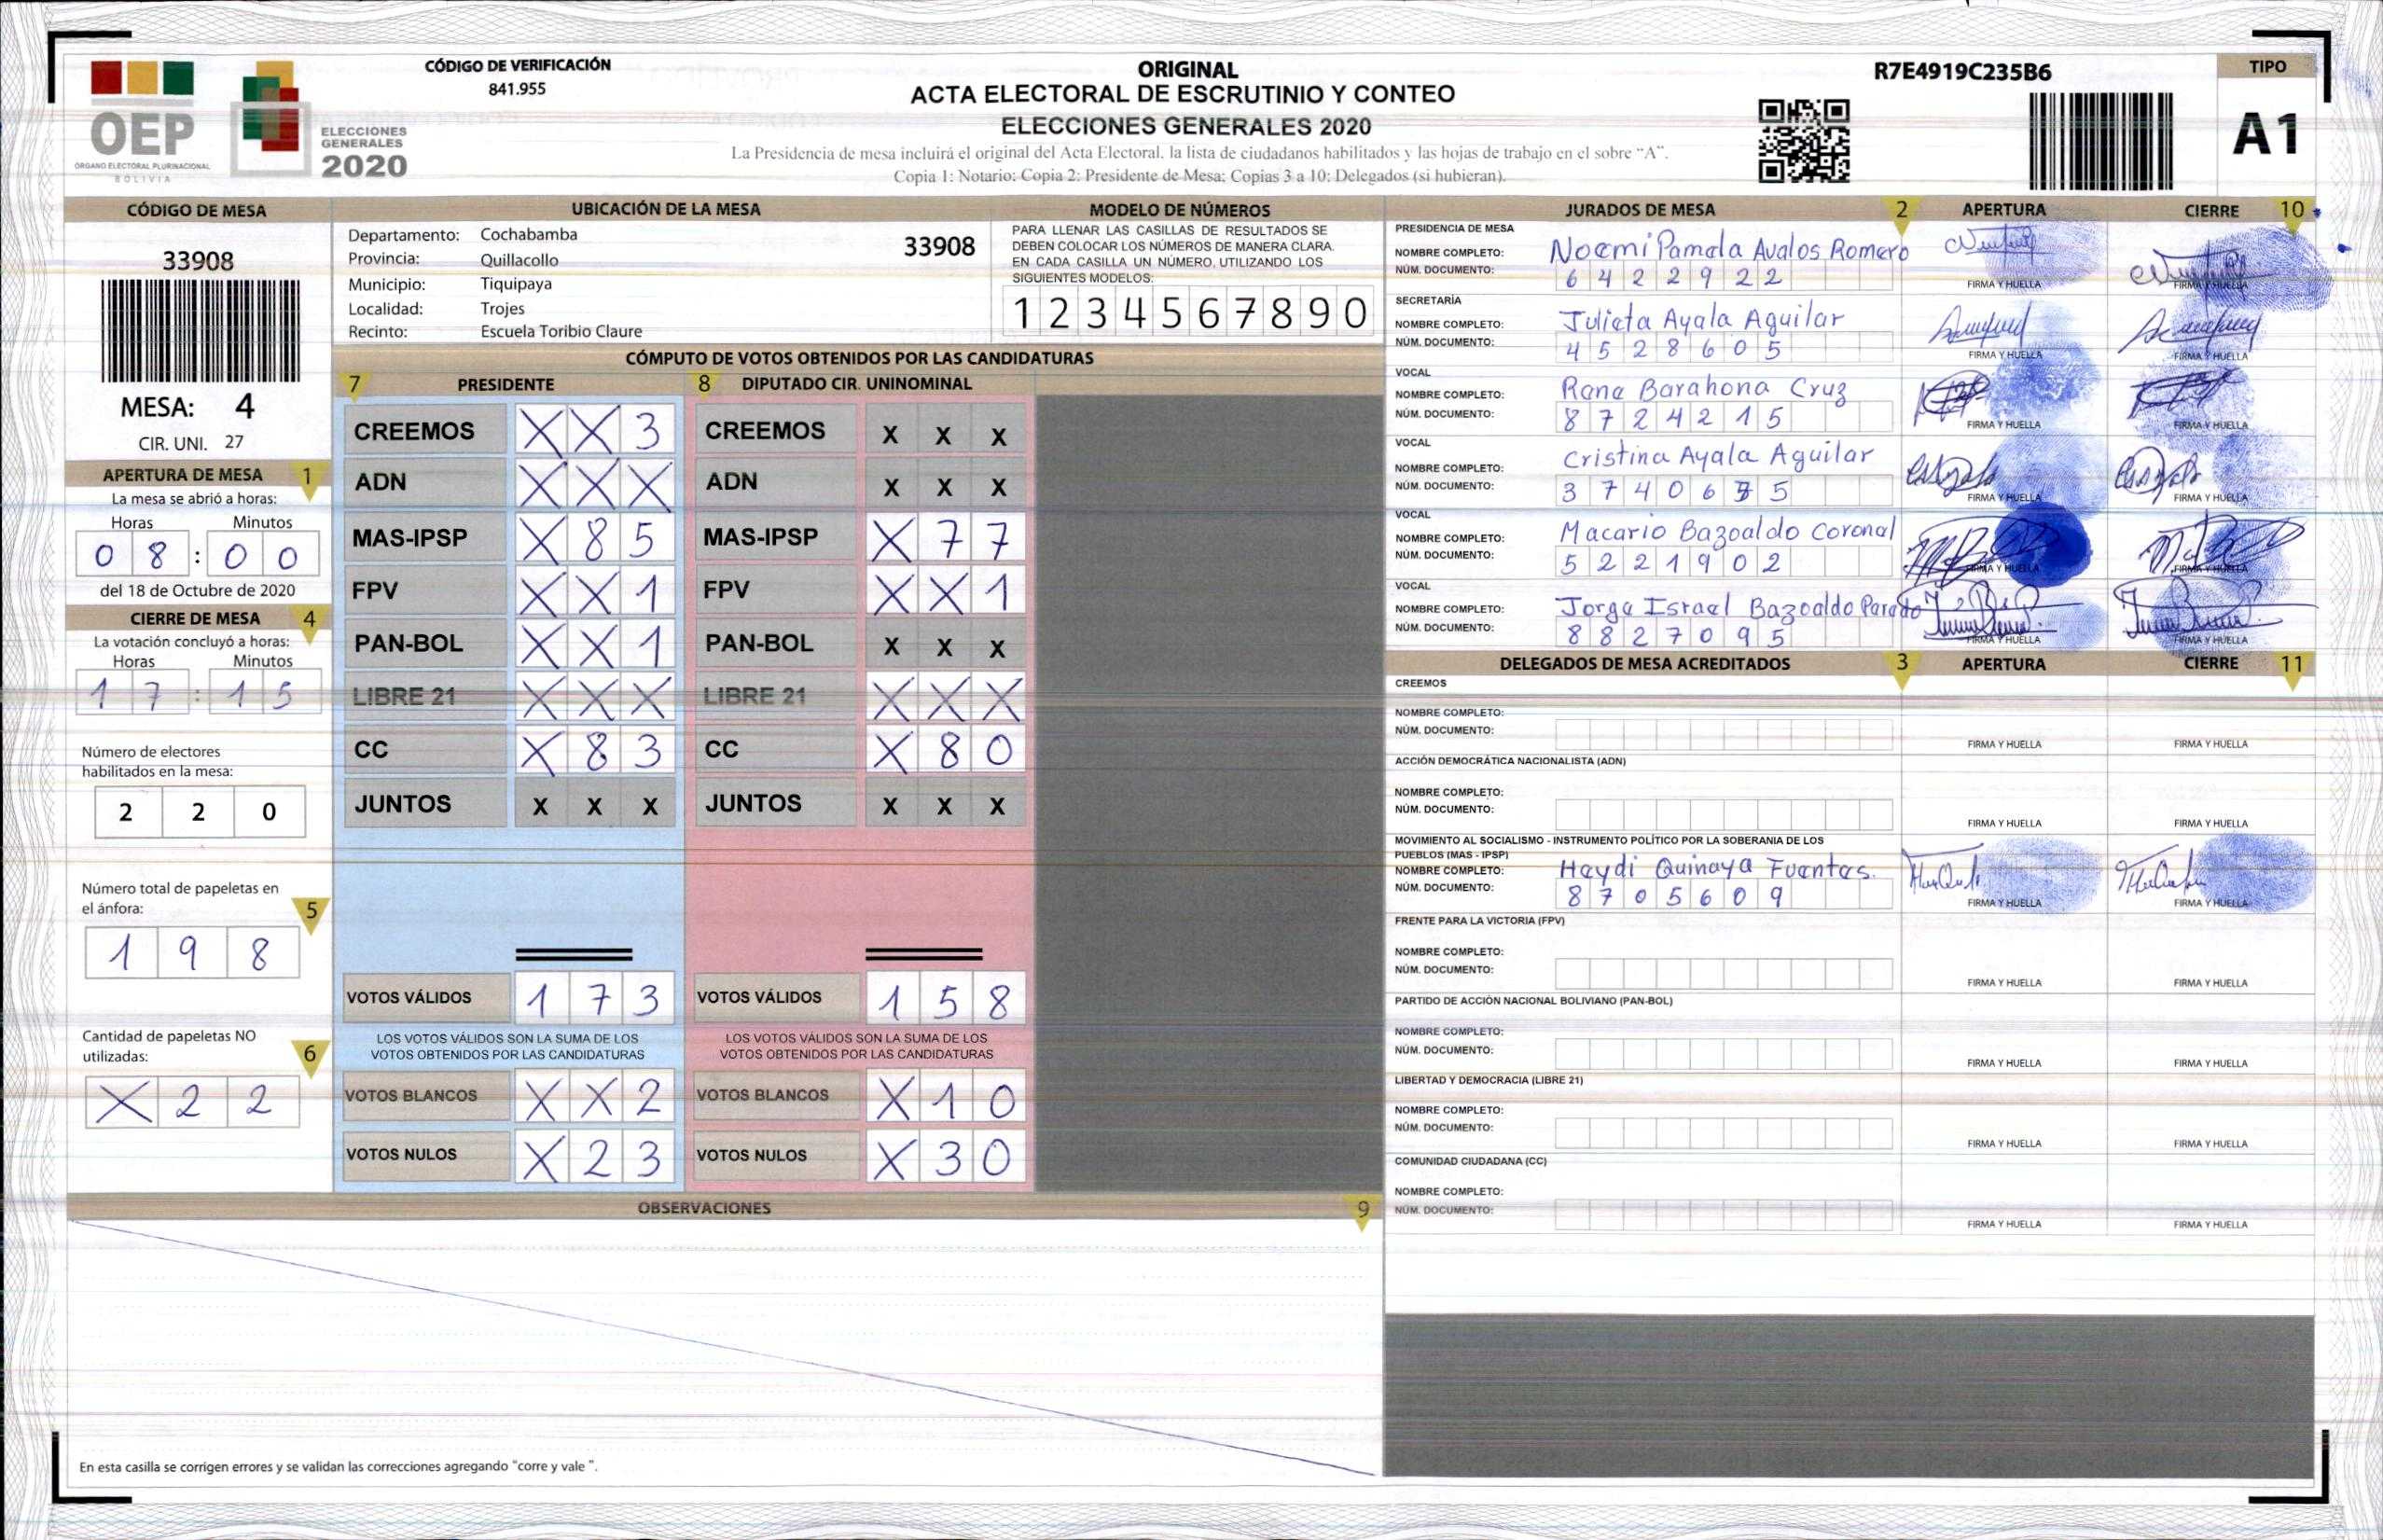 CÓDIGO DE VERIFICACIÓN
841.955
ORIGINAL
ACTA ELECTORAL DE ESCRUTINIO Y CONTEO
ELECCIONES GENERALES 2020
La Presidencia de mesa incluirá el original del Acta Electoral, la lista de ciudadanos habilitados y las hojas de trabajo en el sobre "A".
Copia 1: Notario; Copia 2: Presidente de Mesa; Copias 3 a 10: Delegados (si hubieran).
R7E4919C235B6
TIPO
A1
OEP
ÓRGANO ELECTORAL PLURINACIONAL
BOLIVIA
ELECCIONES
GENERALES
2020
CÓDIGO DE MESA
33908
MESA: 4
CIR. UNI. 27
APERTURA DE MESA 1
La mesa se abrió a horas:
Horas Minutos
0 8 : 0 0
del 18 de Octubre de 2020
CIERRE DE MESA 4
La votación concluyó a horas:
Horas Minutos
1 7 : 1 5
Número de electores
habilitados en la mesa:
2 2 0
Número total de papeletas en
el ánfora:
5
1 9 8
Cantidad de papeletas NO
utilizadas:
6
X 2 2
UBICACIÓN DE LA MESA
Departamento: Cochabamba
33908
Provincia: Quillacollo
Municipio: Tiquipaya
Localidad: Trojes
Recinto: Escuela Toribio Claure
MODELO DE NÚMEROS
PARA LLENAR LAS CASILLAS DE RESULTADOS SE
DEBEN COLOCAR LOS NÚMEROS DE MANERA CLARA.
EN CADA CASILLA UN NÚMERO, UTILIZANDO LOS
SIGUIENTES MODELOS:
1 2 3 4 5 6 7 8 9 0
CÓMPUTO DE VOTOS OBTENIDOS POR LAS CANDIDATURAS
7 PRESIDENTE 8 DIPUTADO CIR. UNINOMINAL
CREEMOS X X 3 CREEMOS X X X
ADN X X X ADN X X X
MAS-IPSP X 8 5 MAS-IPSP X 7 7
FPV X X 1 FPV X X 1
PAN-BOL X X 1 PAN-BOL X X X
LIBRE 21 X X X LIBRE 21 X X X
CC X 8 3 CC X 8 0
JUNTOS X X X JUNTOS X X X
VOTOS VÁLIDOS 1 7 3 VOTOS VÁLIDOS 1 5 8
LOS VOTOS VÁLIDOS SON LA SUMA DE LOS LOS VOTOS VÁLIDOS SON LA SUMA DE LOS
VOTOS OBTENIDOS POR LAS CANDIDATURAS VOTOS OBTENIDOS POR LAS CANDIDATURAS
VOTOS BLANCOS X X 2 VOTOS BLANCOS X 1 0
VOTOS NULOS X 2 3 VOTOS NULOS X 3 0
OBSERVACIONES 9
En esta casilla se corrigen errores y se validan las correcciones agregando "corre y vale ".
JURADOS DE MESA 2 APERTURA CIERRE 10
PRESIDENCIA DE MESA
NOMBRE COMPLETO: Noemi Pamela Avalos Romero
NÚM. DOCUMENTO: 6 4 2 2 9 2 2
FIRMA Y HUELLA FIRMA Y HUELLA
SECRETARÍA
NOMBRE COMPLETO: Julieta Ayala Aguilar
NÚM. DOCUMENTO: 4 5 2 8 6 0 5
FIRMA Y HUELLA FIRMA Y HUELLA
VOCAL
NOMBRE COMPLETO: Rene Barahona Cruz
NÚM. DOCUMENTO: 8 7 2 4 2 1 5
FIRMA Y HUELLA FIRMA Y HUELLA
VOCAL
NOMBRE COMPLETO: Cristina Ayala Aguilar
NÚM. DOCUMENTO: 3 7 4 0 6 5
FIRMA Y HUELLA FIRMA Y HUELLA
VOCAL
NOMBRE COMPLETO: Macario Bazoaldo Coronel
NÚM. DOCUMENTO: 5 2 2 1 9 0 2
FIRMA Y HUELLA FIRMA Y HUELLA
VOCAL
NOMBRE COMPLETO: Jorge Israel Bazoaldo Paredo
NÚM. DOCUMENTO: 8 8 2 7 0 9 5
FIRMA Y HUELLA FIRMA Y HUELLA
DELEGADOS DE MESA ACREDITADOS 3 APERTURA CIERRE 11
CREEMOS
NOMBRE COMPLETO:
NÚM. DOCUMENTO:
FIRMA Y HUELLA FIRMA Y HUELLA
ACCIÓN DEMOCRÁTICA NACIONALISTA (ADN)
NOMBRE COMPLETO:
NÚM. DOCUMENTO:
FIRMA Y HUELLA FIRMA Y HUELLA
MOVIMIENTO AL SOCIALISMO - INSTRUMENTO POLÍTICO POR LA SOBERANIA DE LOS
PUEBLOS (MAS - IPSP)
NOMBRE COMPLETO: Heydi Quinaya Fuentes.
NÚM. DOCUMENTO: 8 7 0 5 6 0 9
FIRMA Y HUELLA FIRMA Y HUELLA
FRENTE PARA LA VICTORIA (FPV)
NOMBRE COMPLETO:
NÚM. DOCUMENTO:
FIRMA Y HUELLA FIRMA Y HUELLA
PARTIDO DE ACCIÓN NACIONAL BOLIVIANO (PAN-BOL)
NOMBRE COMPLETO:
NÚM. DOCUMENTO:
FIRMA Y HUELLA FIRMA Y HUELLA
LIBERTAD Y DEMOCRACIA (LIBRE 21)
NOMBRE COMPLETO:
NÚM. DOCUMENTO:
FIRMA Y HUELLA FIRMA Y HUELLA
COMUNIDAD CIUDADANA (CC)
NOMBRE COMPLETO:
NÚM. DOCUMENTO:
FIRMA Y HUELLA FIRMA Y HUELLA